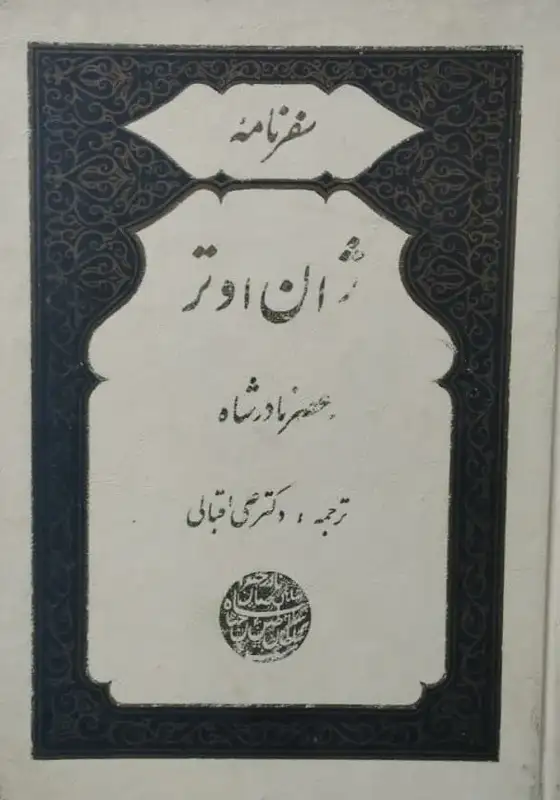 سفرنامهٔ
ژان اوتر
عصر نادرشاه
ترجمه : دکتر علی اقبالی